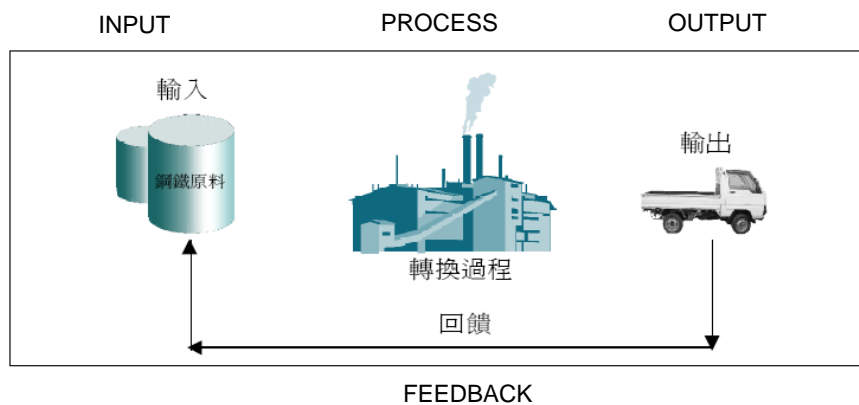 INPUT
PROCESS
OUTPUT
輸入
鋼鐵原料
輸出
轉換過程
回饋
FEEDBACK